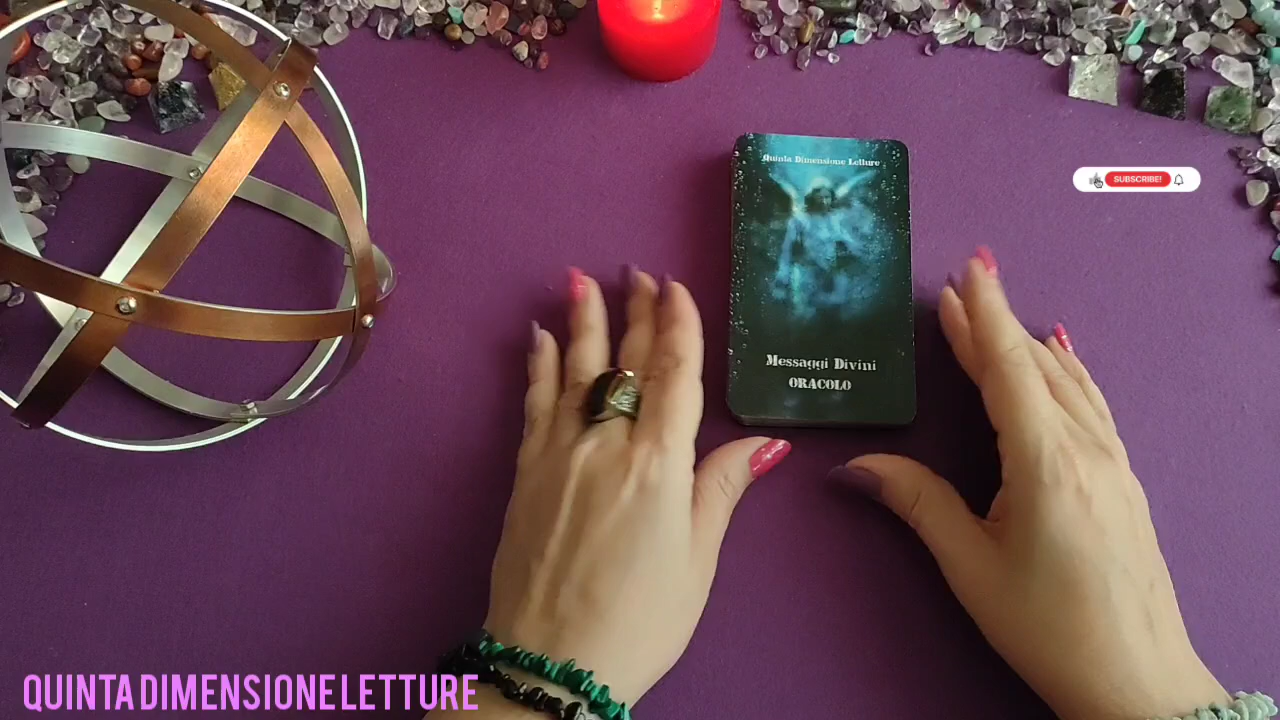 Quinta Dimensione Letture
SUBSCRIBE!
Messaggi Divini
ORACOLO
QUINTA DIMENSIONE LETTURE